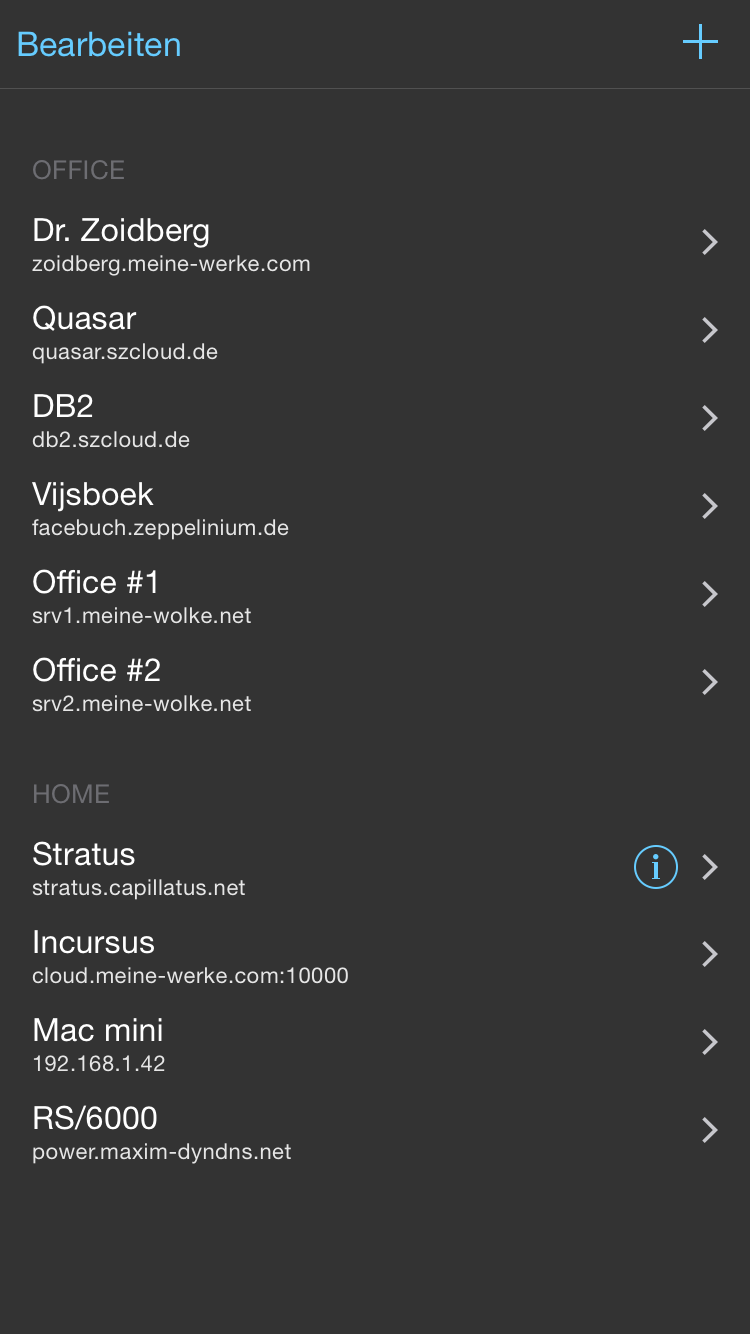 Bearbeiten
OFFICE
Dr. Zoidberg
zoidberg.meine-werke.com
Quasar
quasar.szcloud.de
DB2
db2.szcloud.de
Vijsboek
facebuch.zeppelinium.de
Office #1
srv1.meine-wolke.net
Office #2
srv2.meine-wolke.net
HOME
Stratus
stratus.capillatus.net
Incursus
cloud.meine-werke.com:10000
Mac mini
192.168.1.42
RS/6000
power.maxim-dyndns.net